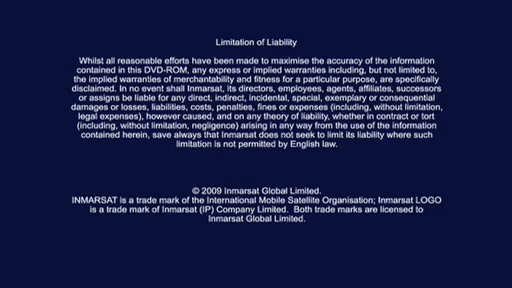 Limitation of Liability
Whilst all reasonable efforts have been made to maximise the accuracy of the information
contained in this DVD-ROM, any express or implied warranties including, but not limited to,
the implied warranties of merchantability and fitness for a particular purpose, are specifically
disclaimed. In no event shall Inmarsat, its directors, employees, agents, affiliates, successors
or assigns be liable for any direct, indirect, incidental, special, exemplary or consequential
damages or losses, liabilities, costs, penalties, fines or expenses (including, without limitation,
legal expenses), however caused, and on any theory of liability, whether in contract or tort
(including, without limitation, negligence) arising in any way from the use of the information
contained herein, save always that Inmarsat does not seek to limit its liability where such
limitation is not permitted by English law.
© 2009 Inmarsat Global Limited.
INMARSAT is a trade mark of the International Mobile Satellite Organisation; Inmarsat LOGO
is a trade mark of Inmarsat (IP) Company Limited. Both trade marks are licensed to
Inmarsat Global Limited.